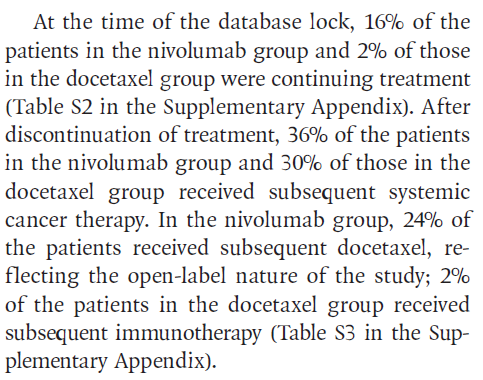 At the time of the database lock, 16% of the
patients in the nivolumab group and 2% of those
in the docetaxel group were continuing treatment
(Table S2 in the Supplementary Appendix). After
discontinuation of treatment, 36% of the patients
in the nivolumab group and 30% of those in the
docetaxel group received subsequent systemic
cancer therapy. In the nivolumab group, 24% of
the patients received subsequent docetaxel, re-
flecting the open-label nature of the study; 2%
of the patients in the docetaxel group received
subsequent immunotherapy (Table S3 in the Sup-
plementary Appendix).